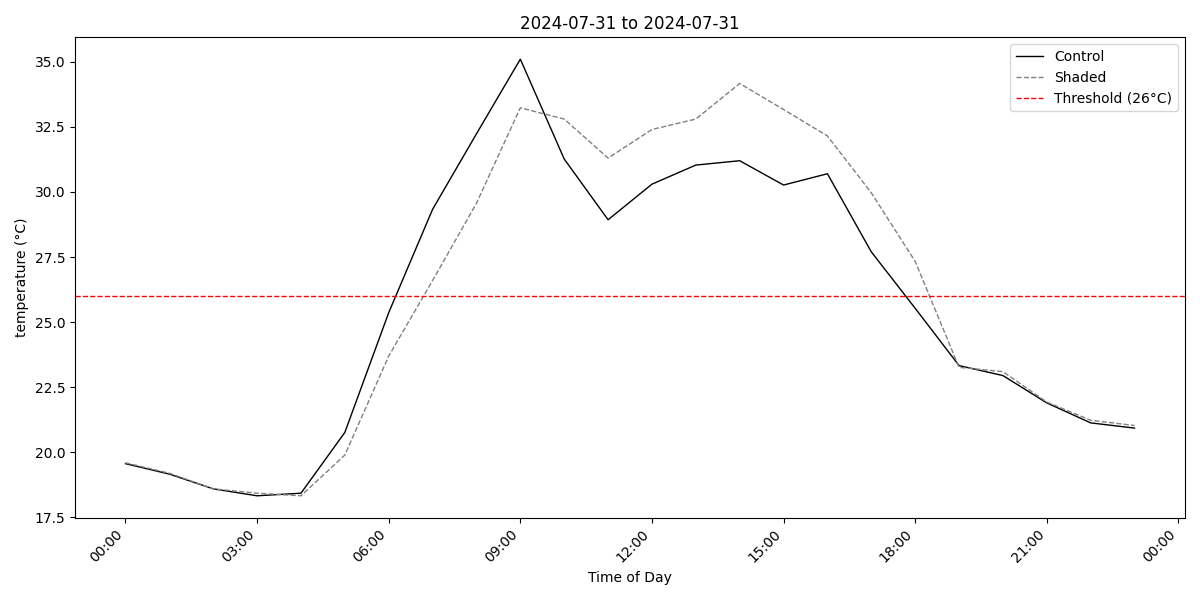 2024-07-31 to 2024-07-31
35.0
32.5
30.0
27.5
25.0
22.5
20.0
17.5
temperature (°C)
Control
Shaded
Threshold (26°C)
00:00
03:00
06:00
09:00
12:00
15:00
18:00
21:00
00:00
Time of Day